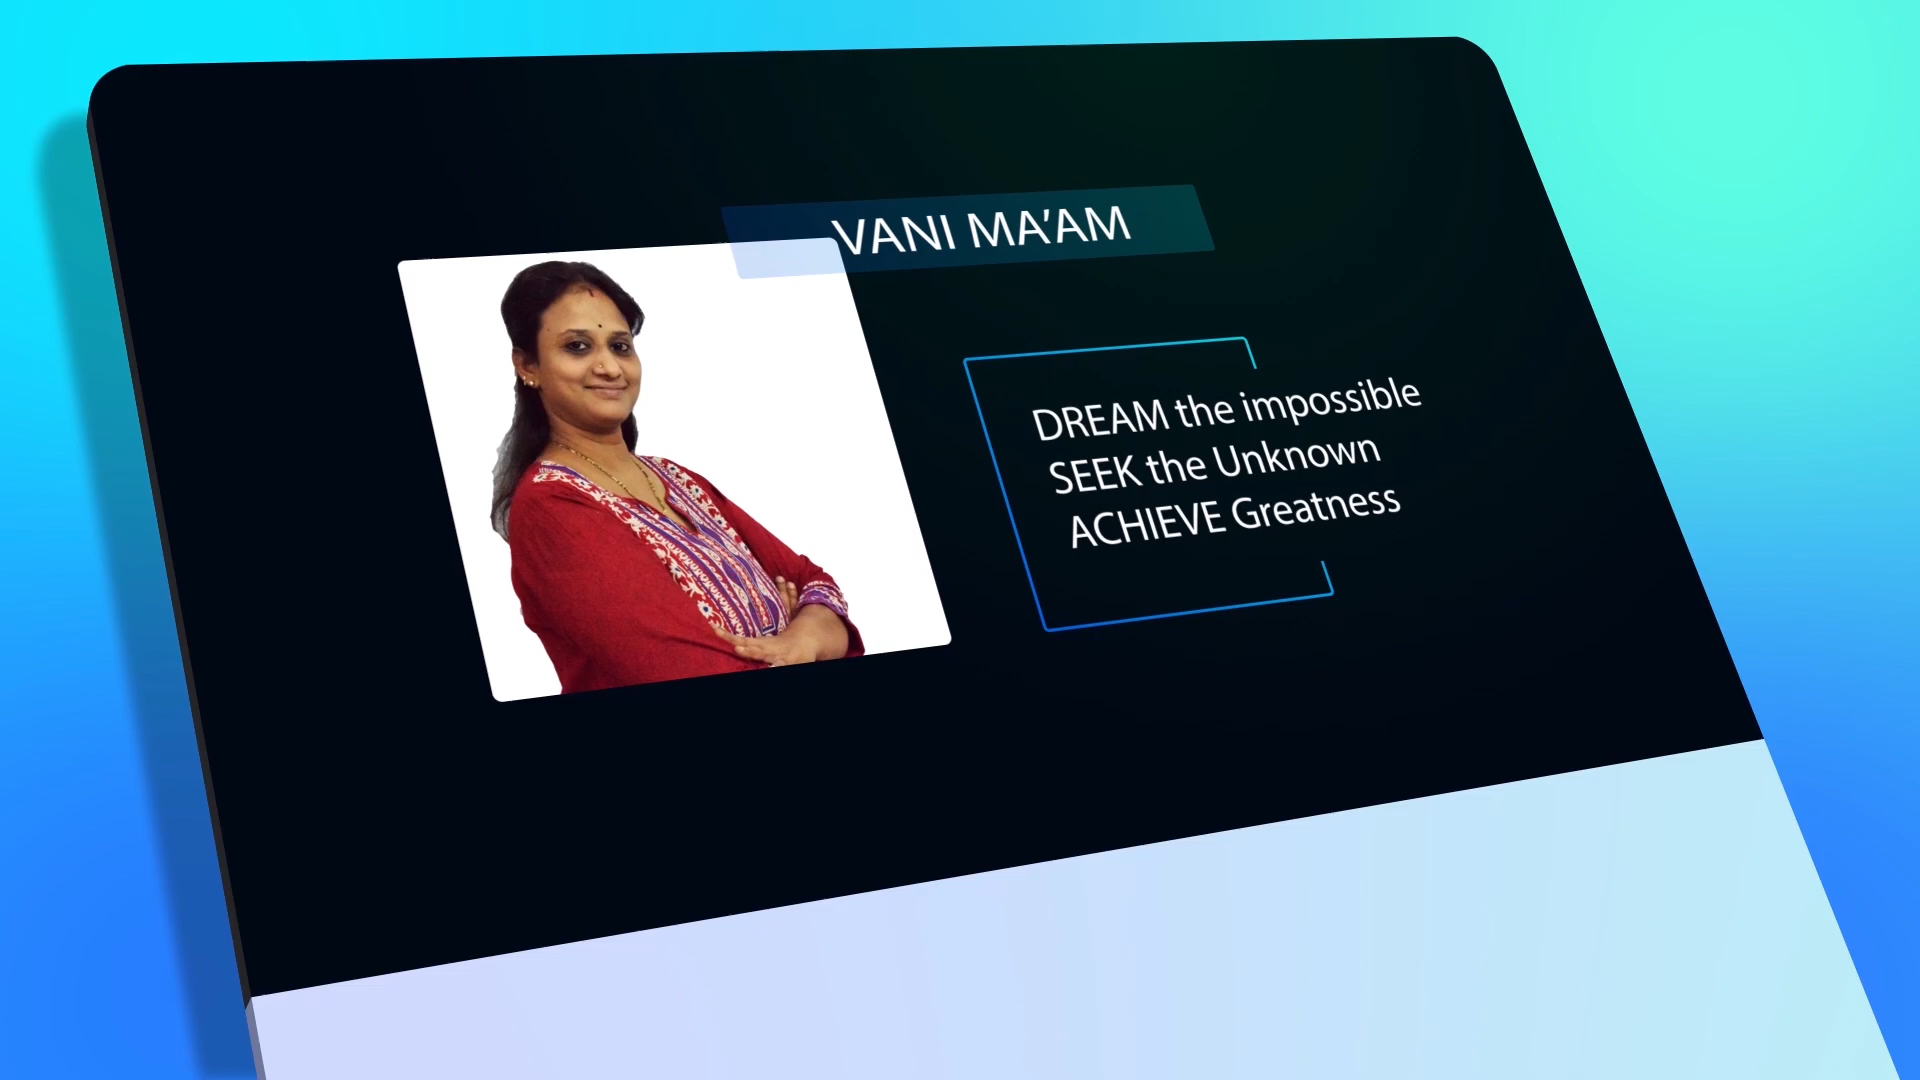 VANI MA’AM
DREAM the impossible
SEEK the Unknown
ACHIEVE Greatness